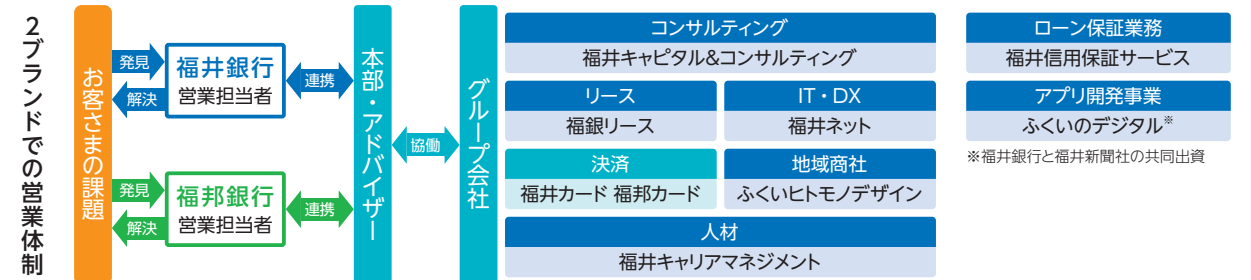 2ブランドでの営業体制
お客さまの課題
発見
解決
福井銀行
営業担当者
連携
発見
解決
福邦銀行
営業担当者
連携
本部・アドバイザー
協働
グループ会社
コンサルティング
福井キャピタル&コンサルティング
リース
福銀リース
IT・DX
福井ネット
決済
福井カード 福邦カード
地域商社
ふくいヒトモノデザイン
人材
福井キャリアマネジメント
ローン保証業務
福井信用保証サービス
アプリ開発事業
ふくいのデジタル※
※福井銀行と福井新聞社の共同出資